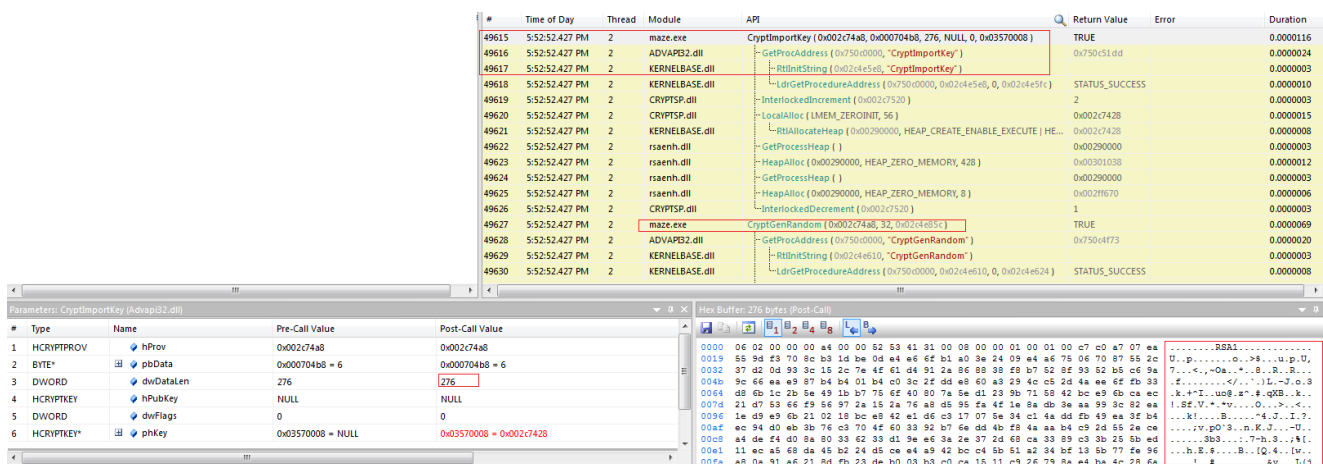 # Time of Day Thread Module API Return Value Error Duration
49615 5:52:52.427 PM 2 maze.exe CryptImportKey ( 0x002c74a8, 0x000704b8, 276, NULL, 0, 0x03570008 ) TRUE 0.0000116
49616 5:52:52.427 PM 2 ADVAPI32.dll GetProcAddress ( 0x750c0000, "CryptImportKey" ) 0x750c51dd 0.0000024
49617 5:52:52.427 PM 2 KERNELBASE.dll RtlInitString ( 0x02c4e5e8, "CryptImportKey" ) 0.0000003
49618 5:52:52.427 PM 2 KERNELBASE.dll LdrGetProcedureAddress ( 0x750c0000, 0x02c4e5e8, 0, 0x02c4e5fc ) STATUS_SUCCESS 0.0000010
49619 5:52:52.427 PM 2 CRYPTSP.dll InterlockedIncrement ( 0x002c7520 ) 2 0.0000003
49620 5:52:52.427 PM 2 CRYPTSP.dll LocalAlloc ( LMEM_ZEROINIT, 56 ) 0x002c7428 0.0000015
49621 5:52:52.427 PM 2 KERNELBASE.dll RtlAllocateHeap ( 0x00290000, HEAP_CREATE_ENABLE_EXECUTE | HE... 0x002c7428 0.0000008
49622 5:52:52.427 PM 2 rsaenh.dll GetProcessHeap ( ) 0x00290000 0.0000003
49623 5:52:52.427 PM 2 rsaenh.dll HeapAlloc ( 0x00290000, HEAP_ZERO_MEMORY, 428 ) 0x00301038 0.0000012
49624 5:52:52.427 PM 2 rsaenh.dll GetProcessHeap ( ) 0x00290000 0.0000003
49625 5:52:52.427 PM 2 rsaenh.dll HeapAlloc ( 0x00290000, HEAP_ZERO_MEMORY, 8 ) 0x002ff670 0.0000006
49626 5:52:52.427 PM 2 CRYPTSP.dll InterlockedDecrement ( 0x002c7520 ) 1 0.0000003
49627 5:52:52.427 PM 2 maze.exe CryptGenRandom ( 0x002c74a8, 32, 0x02c4e85c ) TRUE 0.0000069
49628 5:52:52.427 PM 2 ADVAPI32.dll GetProcAddress ( 0x750c0000, "CryptGenRandom" ) 0x750c4f73 0.0000020
49629 5:52:52.427 PM 2 KERNELBASE.dll RtlInitString ( 0x02c4e610, "CryptGenRandom" ) 0.0000003
49630 5:52:52.427 PM 2 KERNELBASE.dll LdrGetProcedureAddress ( 0x750c0000, 0x02c4e610, 0, 0x02c4e624 ) STATUS_SUCCESS 0.0000008
Parameters: CryptImportKey (Advapi32.dll)
# Type Name Pre-Call Value Post-Call Value
1 HCRYPTPROV hProv 0x002c74a8 0x002c74a8
2 BYTE* pbData 0x000704b8 = 6 0x000704b8 = 6
3 DWORD dwDataLen 276 276
4 HCRYPTKEY hPubKey NULL NULL
5 DWORD dwFlags 0 0
6 HCRYPTKEY* phKey 0x03570008 = NULL 0x03570008 = 0x002c7428
Hex Buffer: 276 bytes (Post-Call)
0000 06 02 00 00 00 a4 00 00 52 53 41 31 00 08 00 00 01 00 01 00 c7 c0 a7 07 ea ........RSA1.............
0019 55 9d f3 70 8c b3 1d be 0d e4 e6 6f b1 a0 3e 24 09 e4 a6 75 06 70 87 55 2c U..p.......o..>$...u.p.U,
0032 37 d2 0d 93 3c 15 2c 7e 4f 61 d4 91 2a 86 88 38 f8 b7 52 8f 93 52 b5 c6 9a 7...<.,~Oa..*..8..R..R...
004b 9c 66 ea e9 87 b4 b4 01 b4 c0 3c 2f dd e8 60 a3 29 4c c5 2d 4a ee 6f fb 33 .f........</..`.)L.-J.o.3
0064 d8 6b 1c 2b 5e 49 1b b7 75 6f 40 80 7a 5e d1 23 9b 71 58 42 bc e9 6b ca ec .k.+^I..uo@.z^.#.qXB..k..
007d 21 d7 53 66 f9 56 97 2a 15 2a 76 a8 d5 95 fa 4f 1e 8a db 3e aa 99 3c 82 ea !.Sf.V.*.*v....O...>..<..
0096 1e d9 e9 6b 21 02 18 bc e8 42 e1 d6 c3 17 07 5e 34 c1 4a dd fb 49 ea 3f b4 ...k!....B.....^4.J..I.?.
00af ec 94 d0 eb 3b 76 c3 70 4f 60 33 92 b7 6e dd 4b bf 4a aa b4 c9 2d 55 2e ce ....;v.pO`3..n.K.J...-U..
00c8 a4 de f4 d0 8a 80 33 62 33 d1 9e e6 3a 2e 37 2d 68 ca 33 89 c3 3b 25 5b ed ......3b3...:.7-h.3..;%[.
00e1 11 ec a5 68 da 45 b2 24 d5 ce e4 a9 42 bc c4 5b 51 a2 34 bf 13 5b 77 fe 96 ...h.E.$....B..[Q.4..[w..